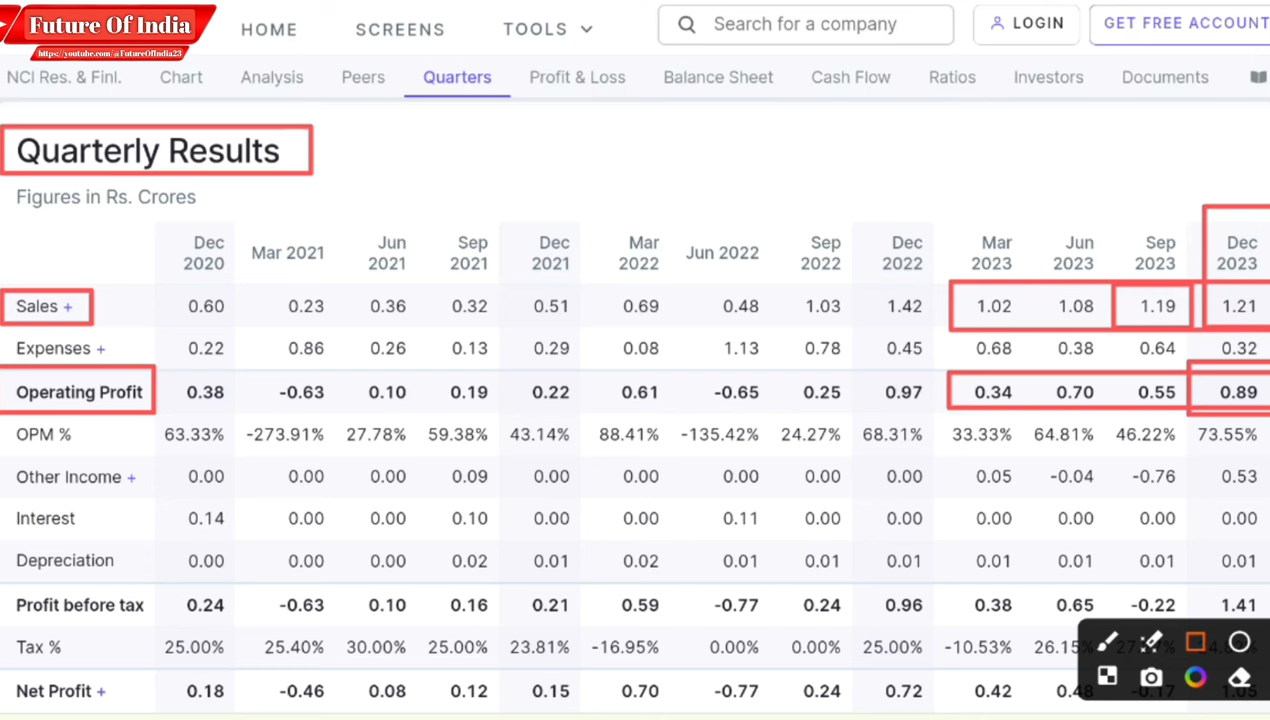 Future Of India
https://youtube.com/@FutureOfIndia23
HOME SCREENS TOOLS Search for a company LOGIN GET FREE ACCOUNT
NCI Res. & Finl. Chart Analysis Peers Quarters Profit & Loss Balance Sheet Cash Flow Ratios Investors Documents
Quarterly Results
Figures in Rs. Crores
Dec 2020 Mar 2021 Jun 2021 Sep 2021 Dec 2021 Mar 2022 Jun 2022 Sep 2022 Dec 2022 Mar 2023 Jun 2023 Sep 2023 Dec 2023
Sales + 0.60 0.23 0.36 0.32 0.51 0.69 0.48 1.03 1.42 1.02 1.08 1.19 1.21
Expenses + 0.22 0.86 0.26 0.13 0.29 0.08 1.13 0.78 0.45 0.68 0.38 0.64 0.32
Operating Profit 0.38 -0.63 0.10 0.19 0.22 0.61 -0.65 0.25 0.97 0.34 0.70 0.55 0.89
OPM % 63.33% -273.91% 27.78% 59.38% 43.14% 88.41% -135.42% 24.27% 68.31% 33.33% 64.81% 46.22% 73.55%
Other Income + 0.00 0.00 0.00 0.09 0.00 0.00 0.00 0.00 0.00 0.05 -0.04 -0.76 0.53
Interest 0.14 0.00 0.00 0.10 0.00 0.00 0.11 0.00 0.00 0.00 0.00 0.00 0.00
Depreciation 0.00 0.00 0.00 0.02 0.01 0.02 0.01 0.01 0.01 0.01 0.01 0.01 0.01
Profit before tax 0.24 -0.63 0.10 0.16 0.21 0.59 -0.77 0.24 0.96 0.38 0.65 -0.22 1.41
Tax % 25.00% 25.40% 30.00% 25.00% 23.81% -16.95% 0.00% 0.00% 25.00% -10.53% 26.15%
Net Profit + 0.18 -0.46 0.08 0.12 0.15 0.70 -0.77 0.24 0.72 0.42 0.48 -0.17 1.05